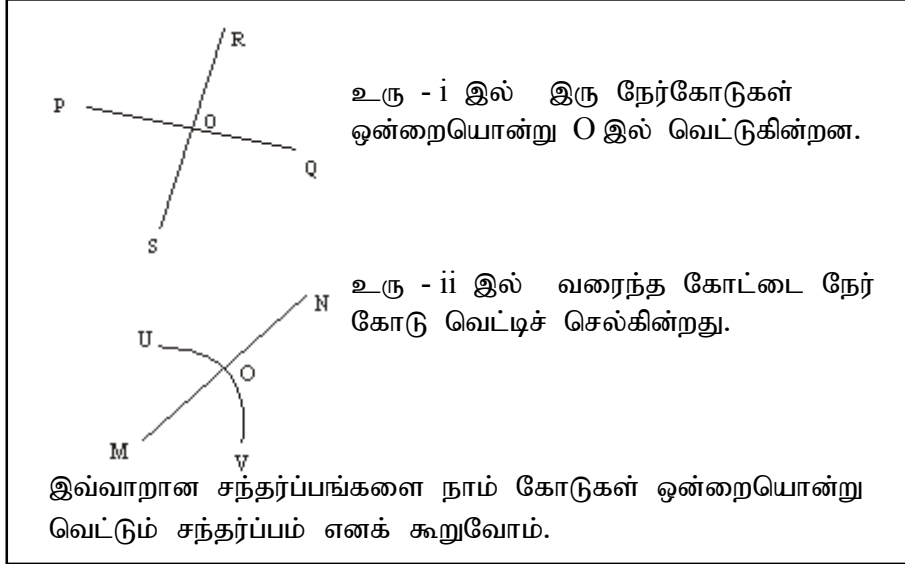 R
P
O
Q
S
உரு - i இல் இரு நேர்கோடுகள்
ஒன்றையொன்று O இல் வெட்டுகின்றன.
N
U
O
M
V
உரு - ii இல் வரைந்த கோட்டை நேர்
கோடு வெட்டிச் செல்கின்றது.
இவ்வாறான சந்தர்ப்பங்களை நாம் கோடுகள் ஒன்றையொன்று
வெட்டும் சந்தர்ப்பம் எனக் கூறுவோம்.